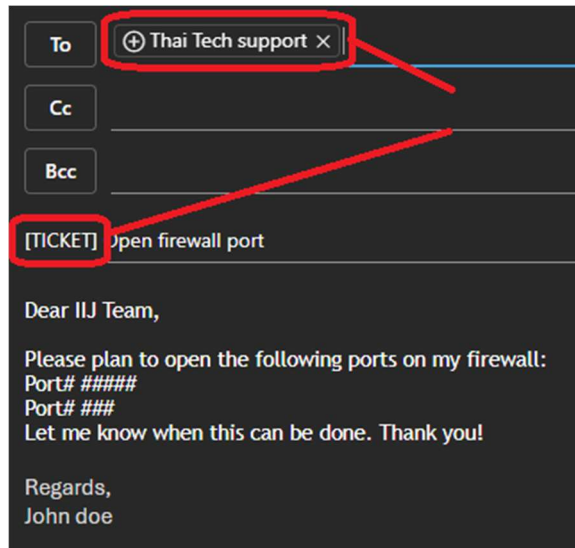 To
⊕ Thai Tech support ×
Cc
Bcc
[TICKET] Open firewall port
Dear IIJ Team,
Please plan to open the following ports on my firewall:
Port# #####
Port# ###
Let me know when this can be done. Thank you!
Regards,
John doe